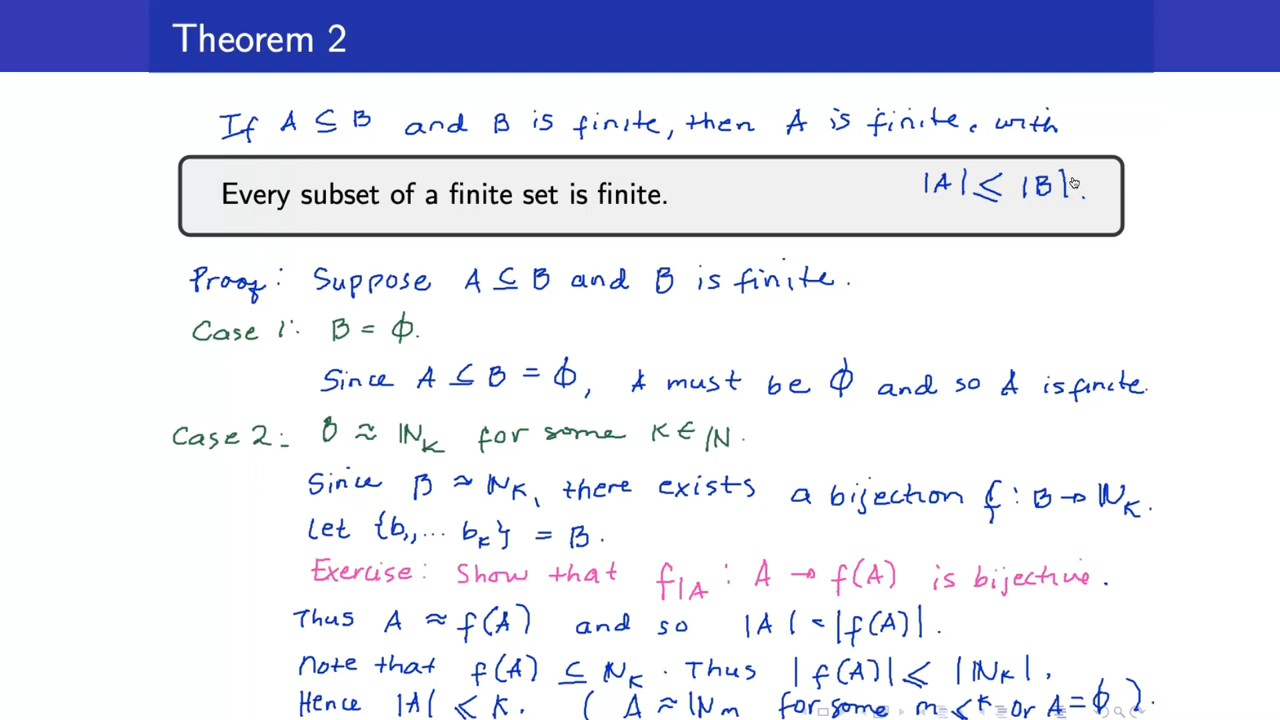 Theorem 2
If A ⊆ B and B is finite, then A is finite. with
Every subset of a finite set is finite. |A| ≤ |B|.
Proof: Suppose A ⊆ B and B is finite.
Case 1: B = ϕ.
Since A ⊆ B = ϕ, A must be ϕ and so A is finite.
Case 2: B ≈ ℕₖ for some k ∈ ℕ.
Since B ≈ ℕₖ, there exists a bijection f : B → ℕₖ.
Let {b₁, ... bₖ} = B.
Exercise: Show that f|A : A → f(A) is bijective.
Thus A ≈ f(A) and so |A| = |f(A)|.
Note that f(A) ⊆ ℕₖ. Thus |f(A)| ≤ |ℕₖ|.
Hence |A| ≤ k. ( A ≈ ℕₘ for some m ≤ k or A = ϕ ).